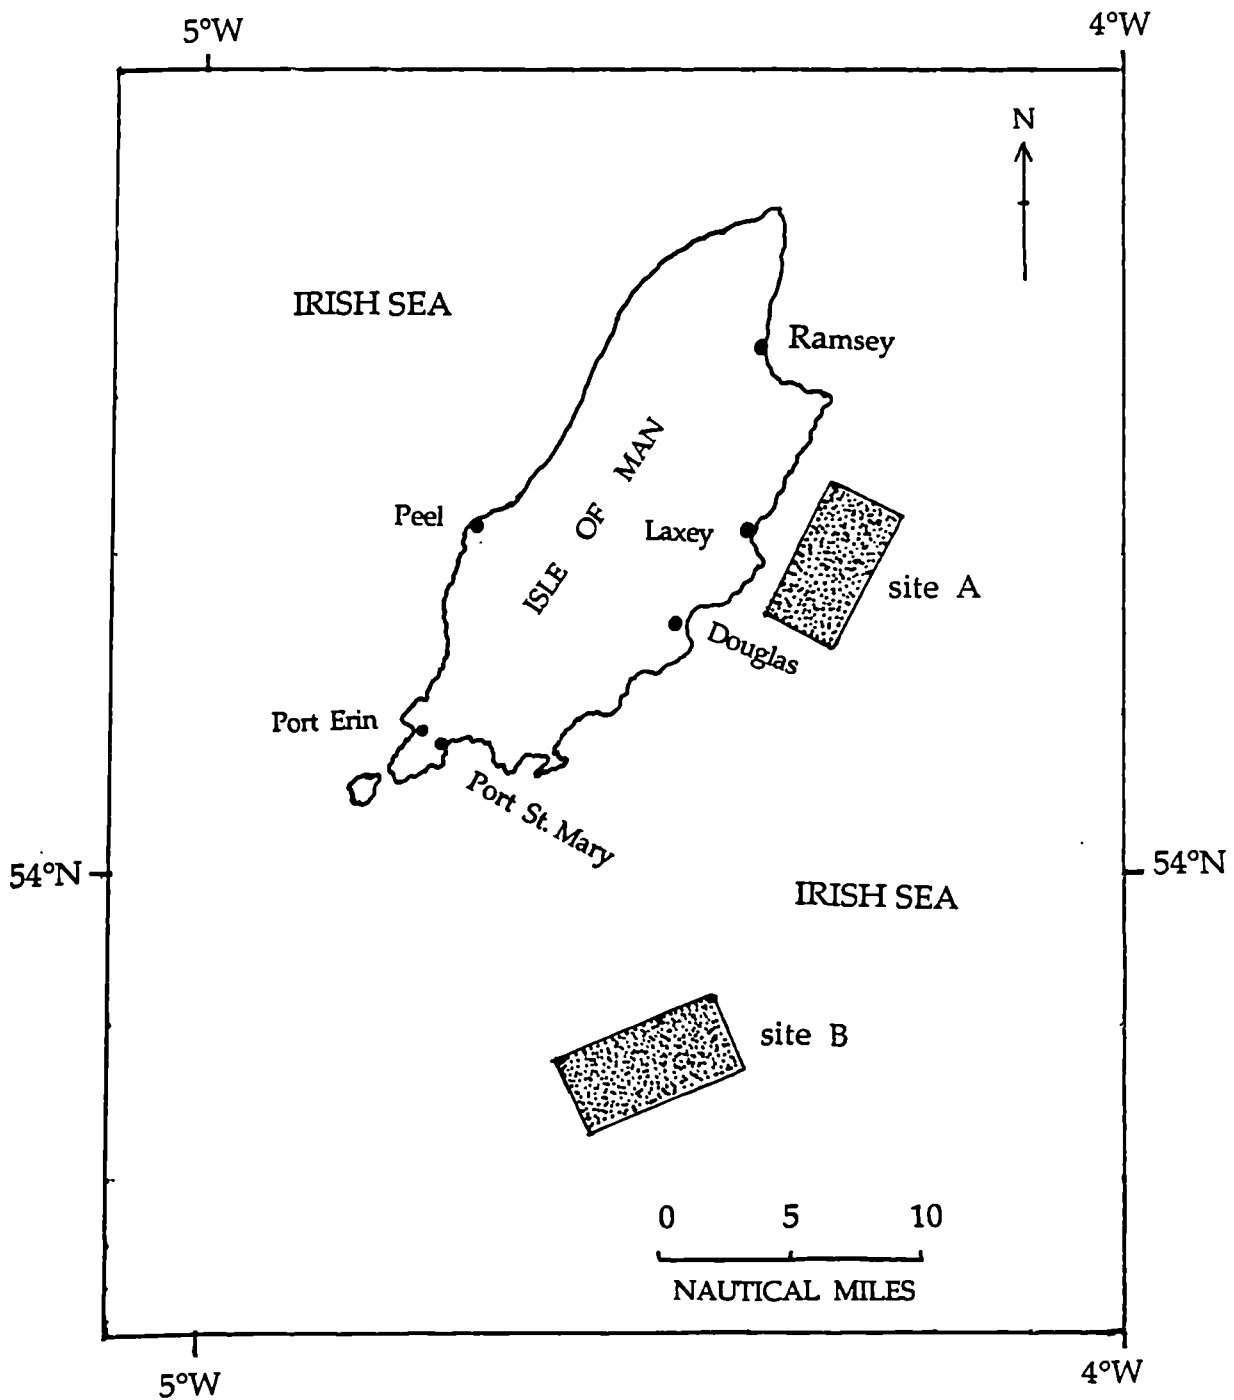 5°W
4°W
N
IRISH SEA
Ramsey
ISLE OF MAN
Peel
Laxey
site A
Douglas
Port Erin
Port St. Mary
54°N
54°N
IRISH SEA
site B
0 5 10
NAUTICAL MILES
5°W
4°W